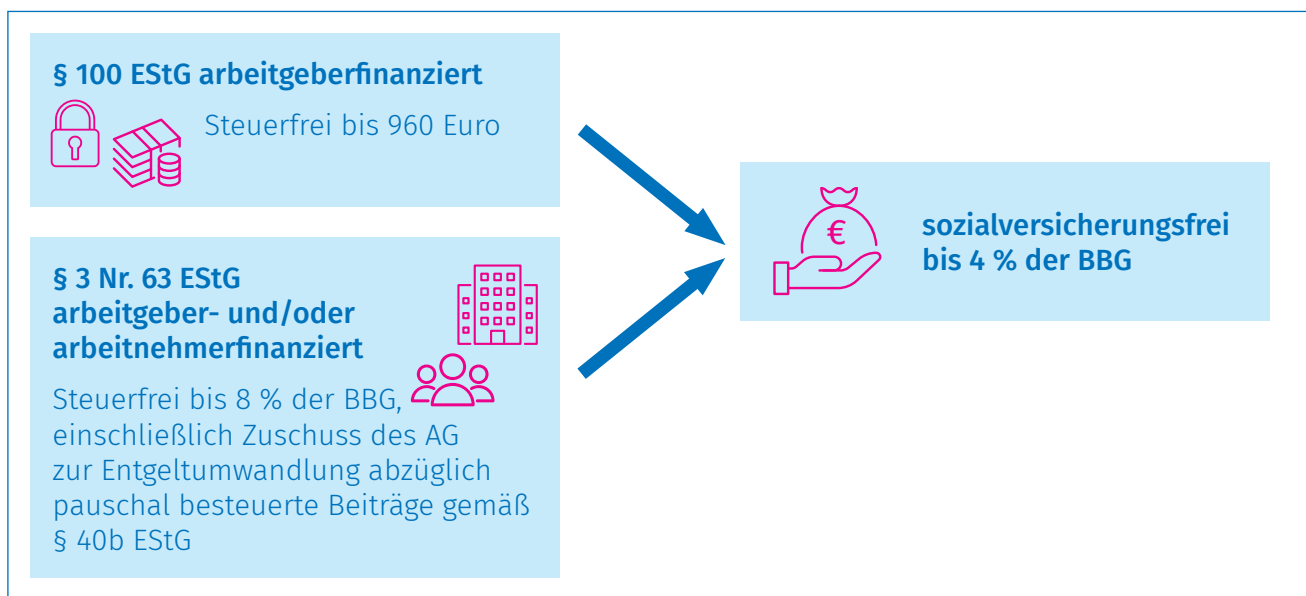 § 100 EStG arbeitgeberfinanziert
Steuerfrei bis 960 Euro
§ 3 Nr. 63 EStG
arbeitgeber- und/oder
arbeitnehmerfinanziert
Steuerfrei bis 8 % der BBG,
einschließlich Zuschuss des AG
zur Entgeltumwandlung abzüglich
pauschal besteuerte Beiträge gemäß
§ 40b EStG
€
sozialversicherungsfrei
bis 4 % der BBG